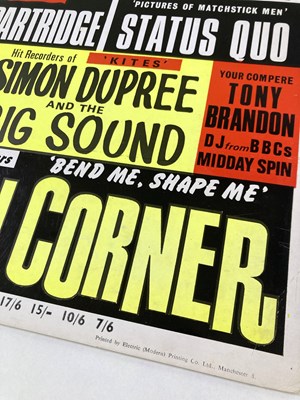 'PICTURES OF MATCHSTICK MEN'
PARTRIDGE STATUS QUO
Hit Recorders of 'KITES'
SIMON DUPREE
AND THE
BIG SOUND
YOUR COMPERE
TONY
BRANDON
DJ from BBCs
MIDDAY SPIN
'BEND ME, SHAPE ME'
CORNER
17/6 15/- 10/6 7/6
Printed by Electric (Modern) Printing Co. Ltd., Manchester 8.